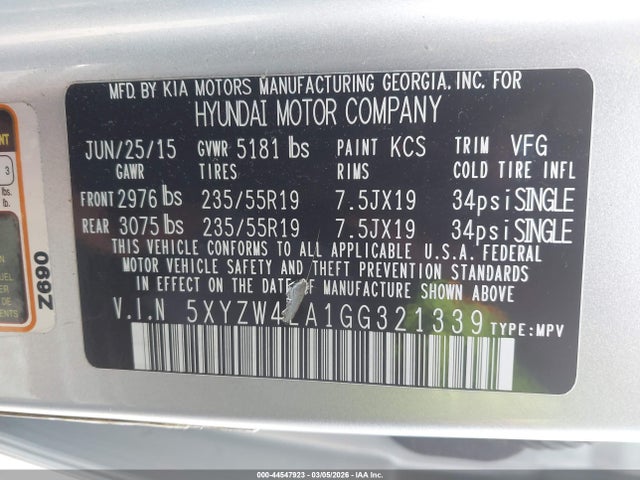 MFD. BY KIA MOTORS MANUFACTURING GEORGIA, INC. FOR
HYUNDAI MOTOR COMPANY
JUN/25/15 GVWR 5181 lbs PAINT KCS TRIM VFG
GAWR TIRES RIMS COLD TIRE INFL
FRONT 2976 lbs 235/55R19 7.5JX19 34psi SINGLE
REAR 3075 lbs 235/55R19 7.5JX19 34psi SINGLE
THIS VEHICLE CONFORMS TO ALL APPLICABLE U.S.A. FEDERAL
MOTOR VEHICLE SAFETY AND THEFT PREVENTION STANDARDS
IN EFFECT ON THE DATE OF MANUFACTURE SHOWN ABOVE
V.I.N 5XYZW4LA1GG321339 TYPE:MPV
Z690
3
000-44547923 | 03/05/2026 | IAAI.COM